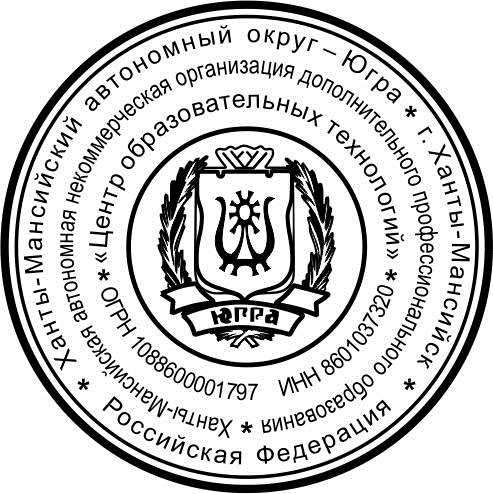 Ханты-Мансийский автономный округ – Югра * г. Ханты-Мансийск * Российская Федерация *
Ханты-Мансийская автономная некоммерческая организация дополнительного профессионального образования *
* «Центр образовательных технологий» *
ОГРН 1088600001797 ИНН 8601037320
ЮГРА